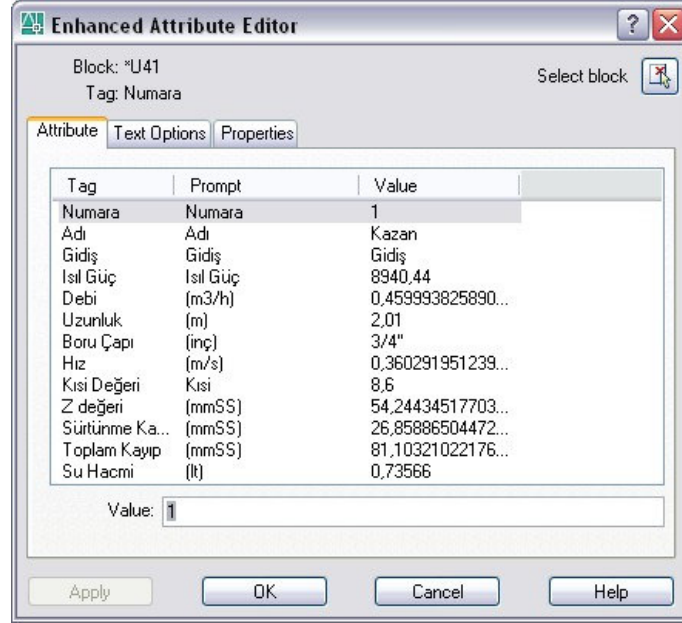 Enhanced Attribute Editor
Block: *U41
Tag: Numara
Select block
Attribute Text Options Properties
Tag Prompt Value
Numara Numara 1
Adı Adı Kazan
Gidiş Gidiş Gidiş
Isıl Güç Isıl Güç 8940,44
Debi (m3/h) 0,459993825890...
Uzunluk (m) 2,01
Boru Çapı (inç) 3/4"
Hız (m/s) 0,360291951239...
Kısi Değeri Kısi 8,6
Z değeri (mmSS) 54,24434517703...
Sürtünme Ka... (mmSS) 26,85886504472...
Toplam Kayıp (mmSS) 81,10321022176...
Su Hacmi (lt) 0,73566
Value: 1
Apply OK Cancel Help